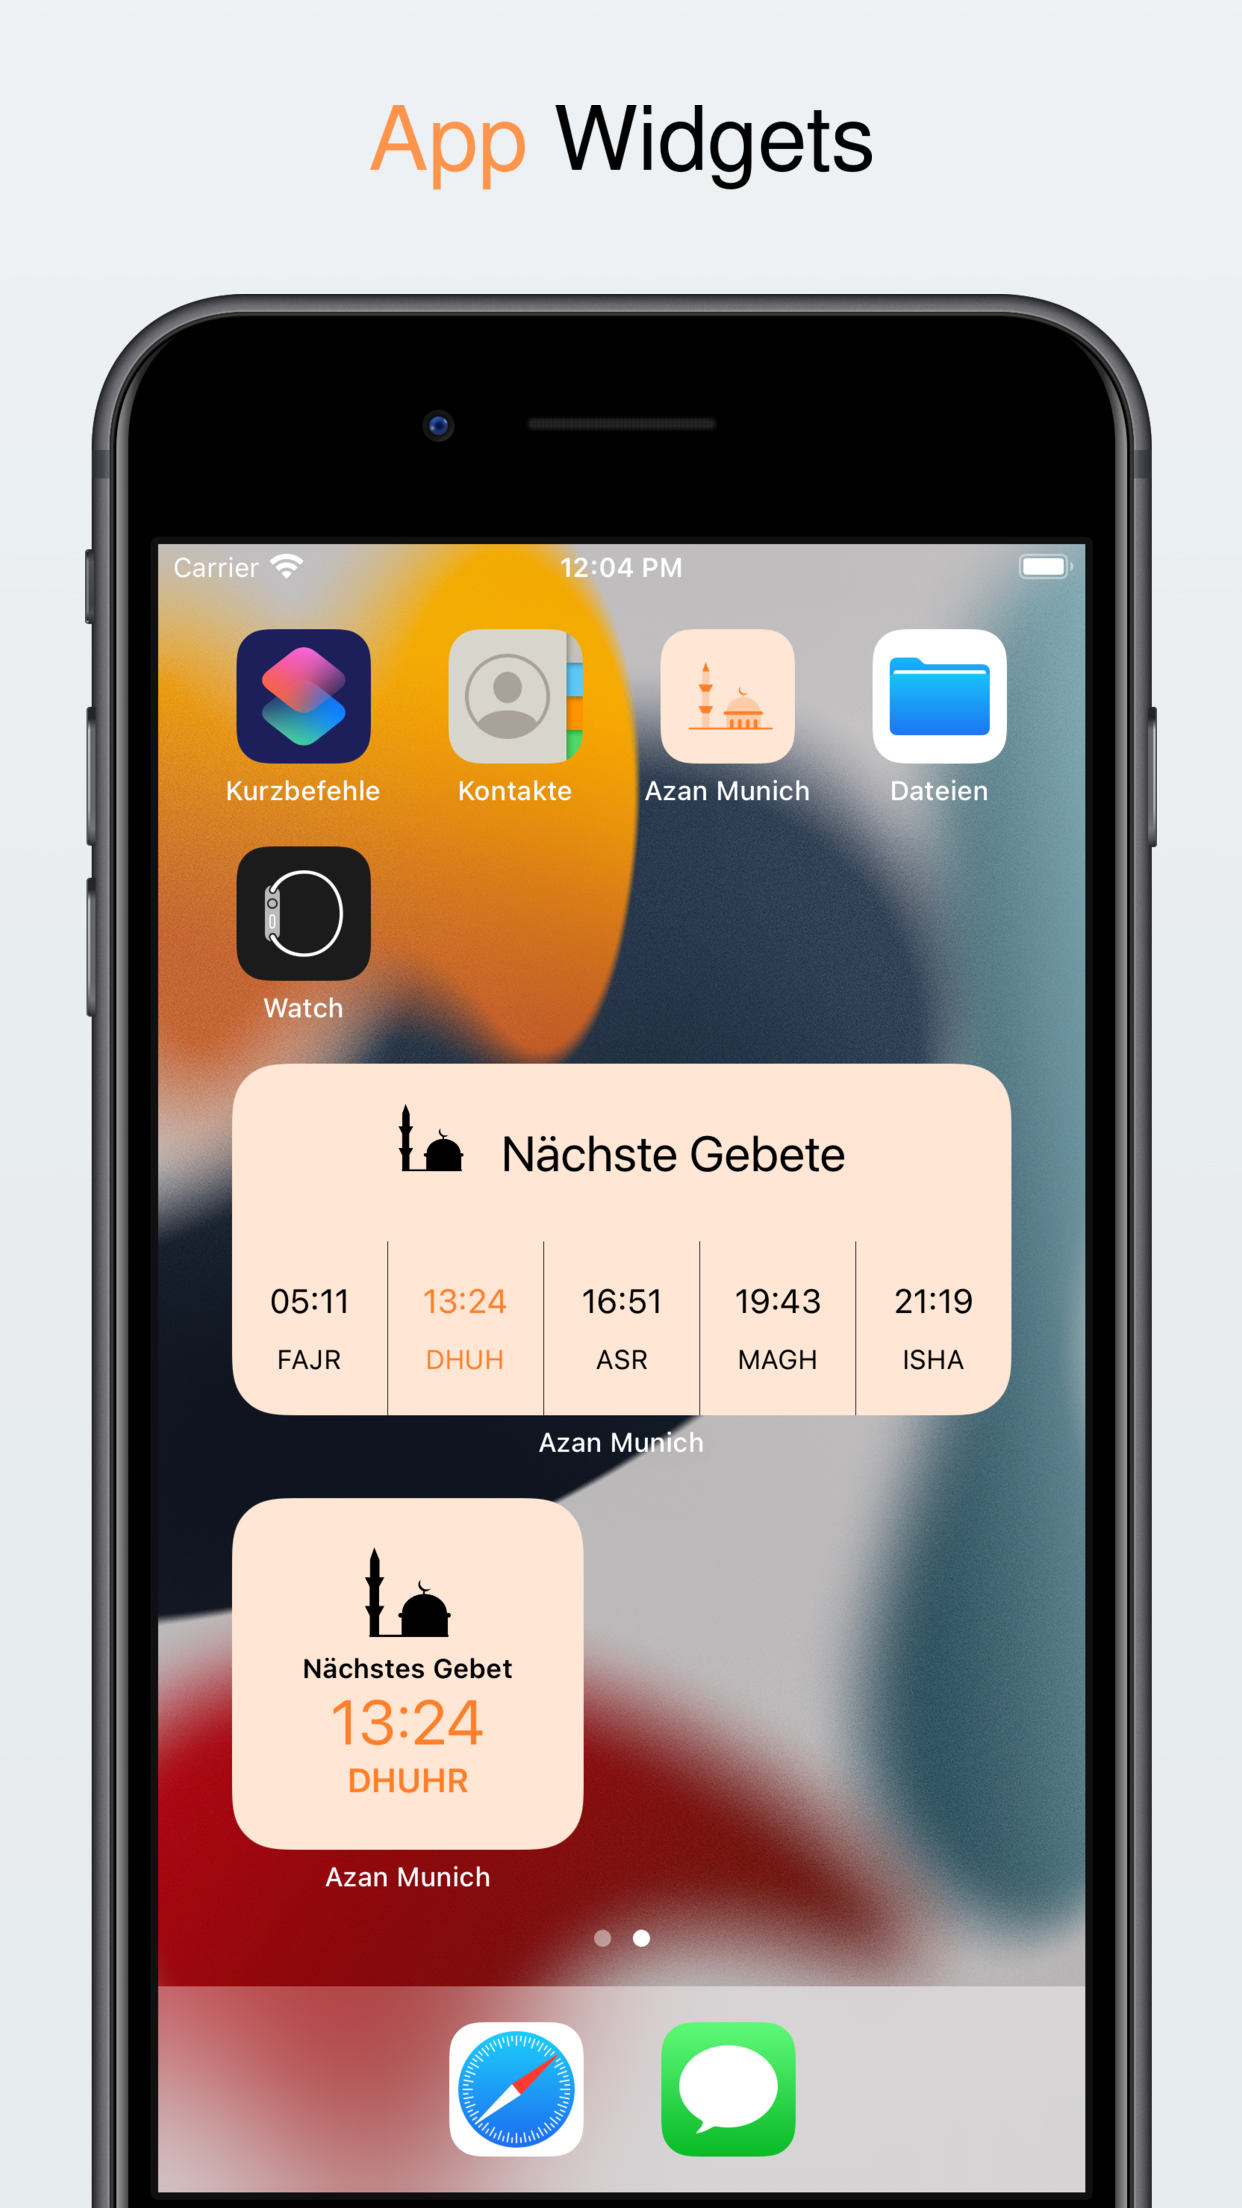 App Widgets
Carrier 12:04 PM
Kurzbefehle Kontakte Azan Munich Dateien
Watch
Nächste Gebete
05:11 13:24 16:51 19:43 21:19
FAJR DHUH ASR MAGH ISHA
Azan Munich
Nächstes Gebet
13:24
DHUHR
Azan Munich